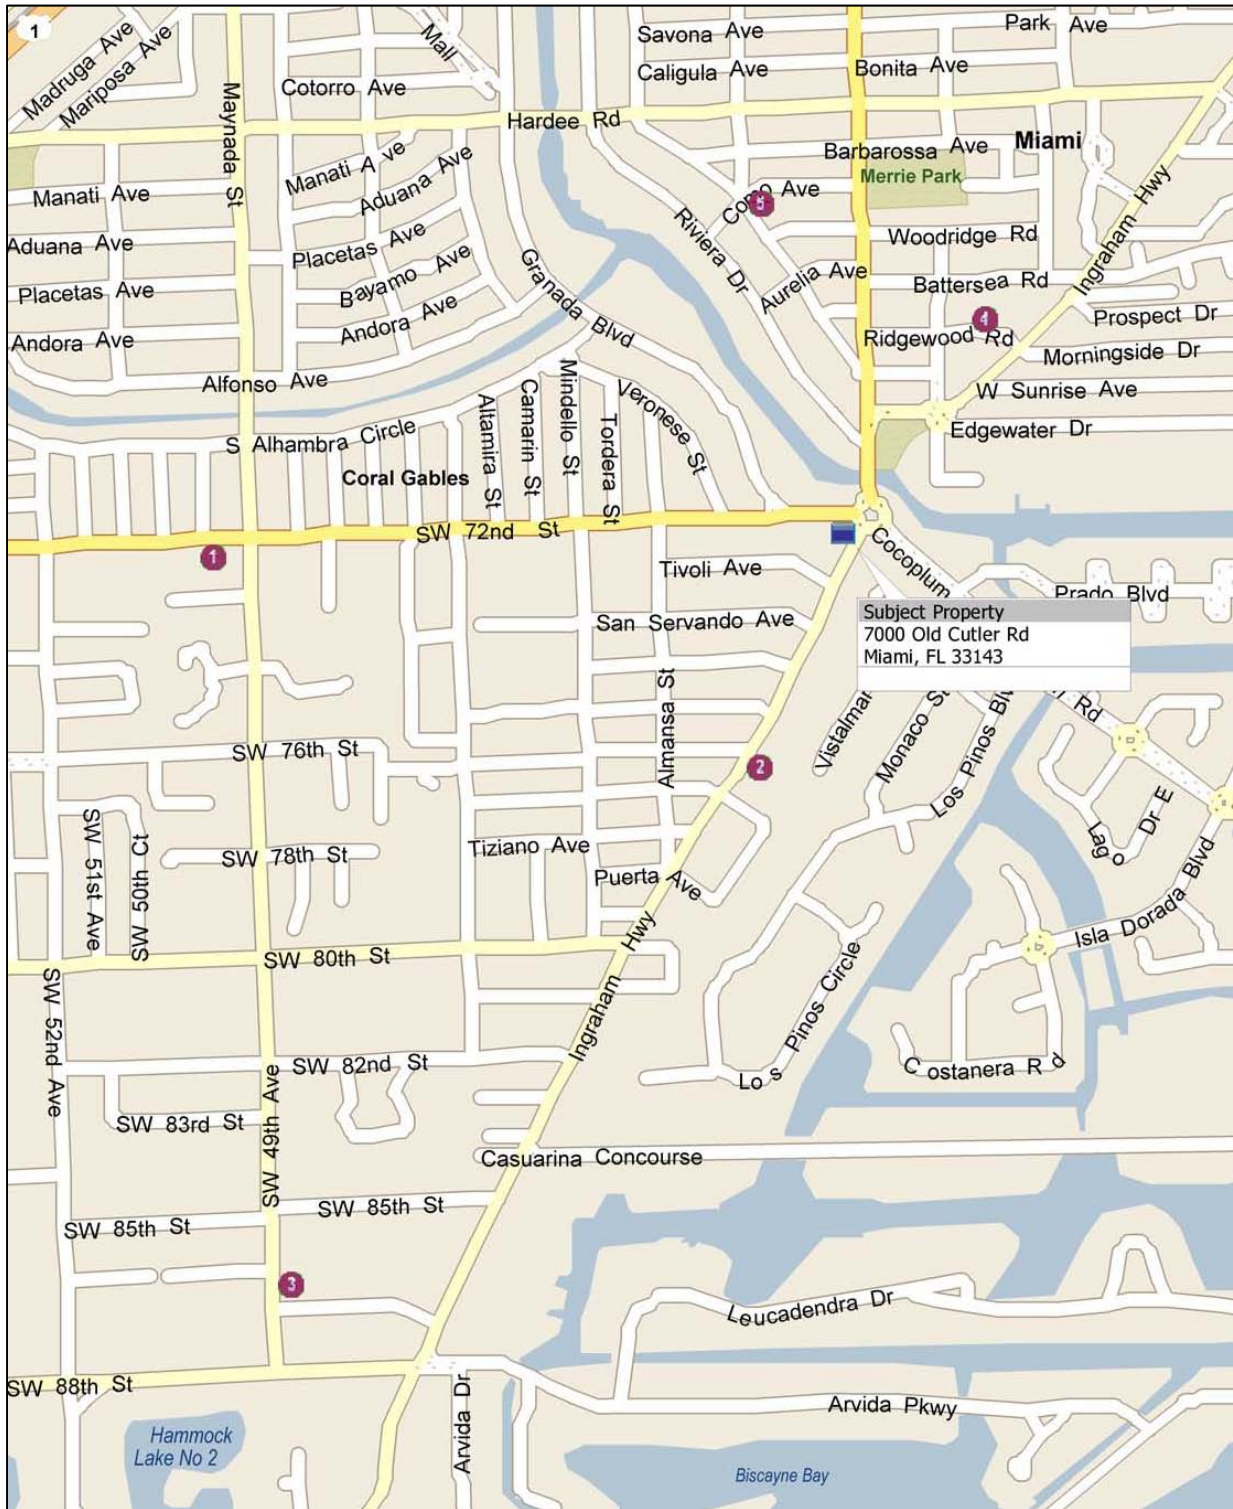 1
Madruga Ave
Mariposa Ave
Maynada St
Mall
Cotorro Ave
Savona Ave
Park Ave
Caligula Ave
Bonita Ave
Hardee Rd
Barbarossa Ave
Miami
Merrie Park
Manati Ave
Manati Ave
Aduana Ave
Aduana Ave
Placetas Ave
Placetas Ave
Bayamo Ave
Andora Ave
Andora Ave
Alfonso Ave
Granada Blvd
Riviera Dr
5
Woodridge Rd
Ingraham Hwy
Aurelia Ave
Battersea Rd
4
Prospect Dr
Ridgewood Rd
Morningside Dr
W Sunrise Ave
Edgewater Dr
S Alhambra Circle
Altamira St
Camarin St
Mindello St
Tordera St
Veronese St
Coral Gables
SW 72nd St
1
Cocoplum
Tivoli Ave
Prado Blvd
Subject Property
7000 Old Cutler Rd
Miami, FL 33143
San Servando Ave
Almansa St
Vistalmar
Monaco St
Los Pinos Blv
Rd
SW 76th St
2
SW 51st Ave
SW 50th Ct
SW 78th St
Tiziano Ave
Puerta Ave
Lago Dr E
Isla Dorada Blvd
SW 80th St
Ingraham Hwy
Los Pinos Circle
SW 52nd Ave
SW 82nd St
Costanera Rd
SW 83rd St
SW 49th Ave
Casuarina Concourse
SW 85th St
SW 85th St
3
Leucadendra Dr
SW 88th St
Arvida Dr
Arvida Pkwy
Hammock
Lake No 2
Biscayne Bay